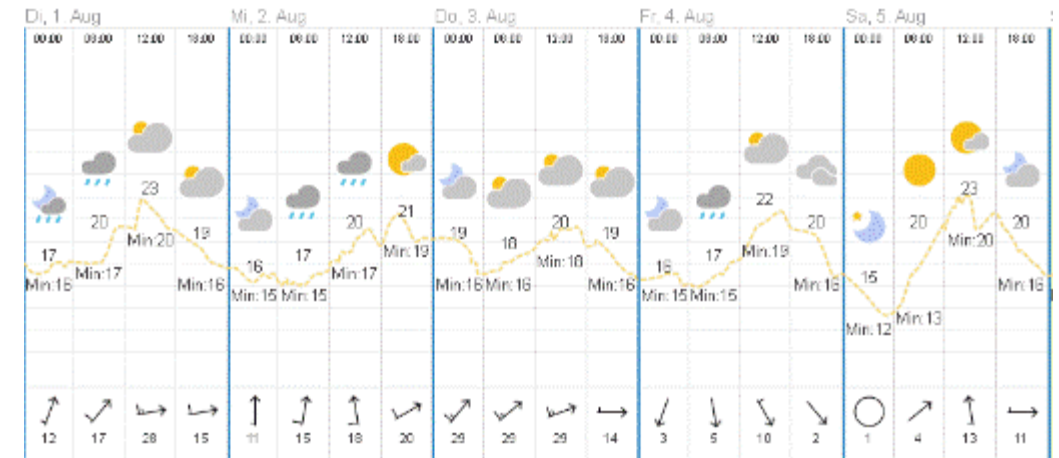 Di, 1. Aug Mi, 2. Aug Do, 3. Aug Fr, 4. Aug Sa, 5. Aug
00:00 06:00 12:00 18:00 00:00 06:00 12:00 18:00 00:00 06:00 12:00 18:00 00:00 06:00 12:00 18:00 00:00 06:00 12:00 18:00
17 20 23 19 16 17 20 21 19 18 20 19 16 17 22 20 15 20 23 20
Min:16 Min:17 Min:20 Min:16 Min:15 Min:15 Min:17 Min:19 Min:16 Min:16 Min:18 Min:16 Min:15 Min:15 Min:19 Min:16 Min:12 Min:13 Min:20 Min:16
12 17 28 15 11 15 18 20 29 29 29 14 3 5 10 2 1 4 13 11